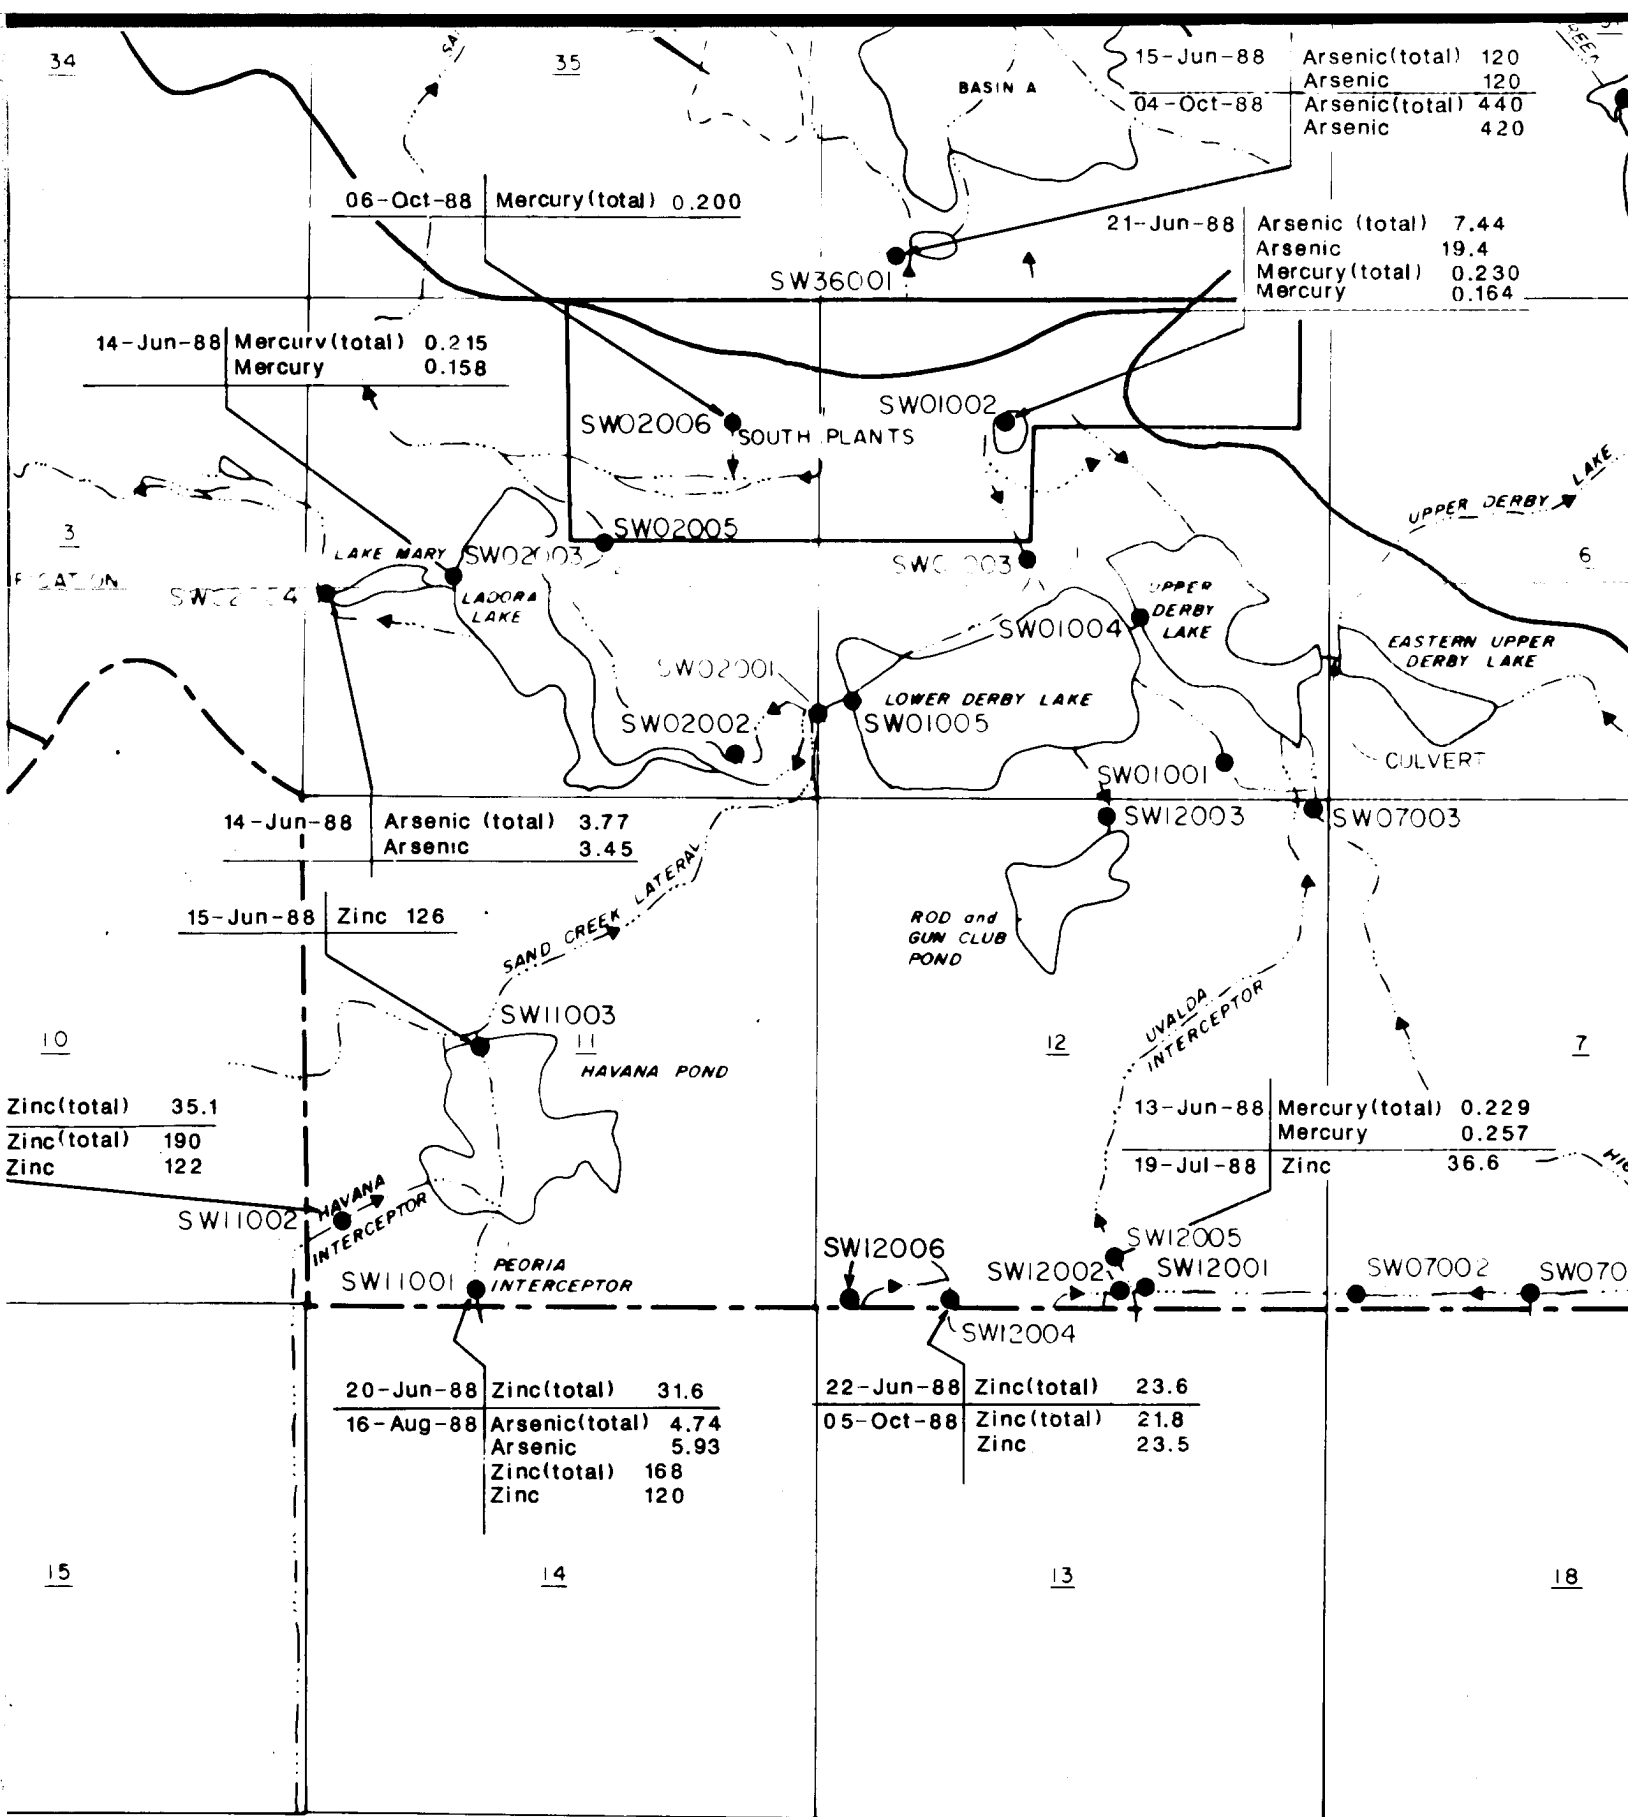 34
35
BASIN A
15-Jun-88 Arsenic(total) 120
Arsenic 120
04-Oct-88 Arsenic(total) 440
Arsenic 420
06-Oct-88 Mercury(total) 0.200
21-Jun-88 Arsenic (total) 7.44
Arsenic 19.4
Mercury(total) 0.230
Mercury 0.164
SW36001
14-Jun-88 Mercury(total) 0.215
Mercury 0.158
SW02006
SOUTH PLANTS
SW01002
UPPER DERBY LAKE
3
SW02005
LAKE MARY
SW02003
6
LADORA
LAKE
UPPER
DERBY
LAKE
SW01004
EASTERN UPPER
DERBY LAKE
SW02001
LOWER DERBY LAKE
SW02002
SW01005
CULVERT
SW01001
14-Jun-88 Arsenic (total) 3.77
Arsenic 3.45
SW12003
SW07003
SAND CREEK LATERAL
15-Jun-88 Zinc 126
ROD and
GUN CLUB
POND
SW11003
UVALDA
INTERCEPTOR
10
11
12
7
HAVANA POND
Zinc(total) 35.1
Zinc(total) 190
Zinc 122
13-Jun-88 Mercury(total) 0.229
Mercury 0.257
19-Jul-88 Zinc 36.6
SW11002
HAVANA
INTERCEPTOR
SW12005
SW12006
PEORIA
INTERCEPTOR
SW11001
SW12002
SW12001
SW07002
SW070
SW12004
20-Jun-88 Zinc(total) 31.6
16-Aug-88 Arsenic(total) 4.74
Arsenic 5.93
Zinc(total) 168
Zinc 120
22-Jun-88 Zinc(total) 23.6
05-Oct-88 Zinc(total) 21.8
Zinc 23.5
15
14
13
18